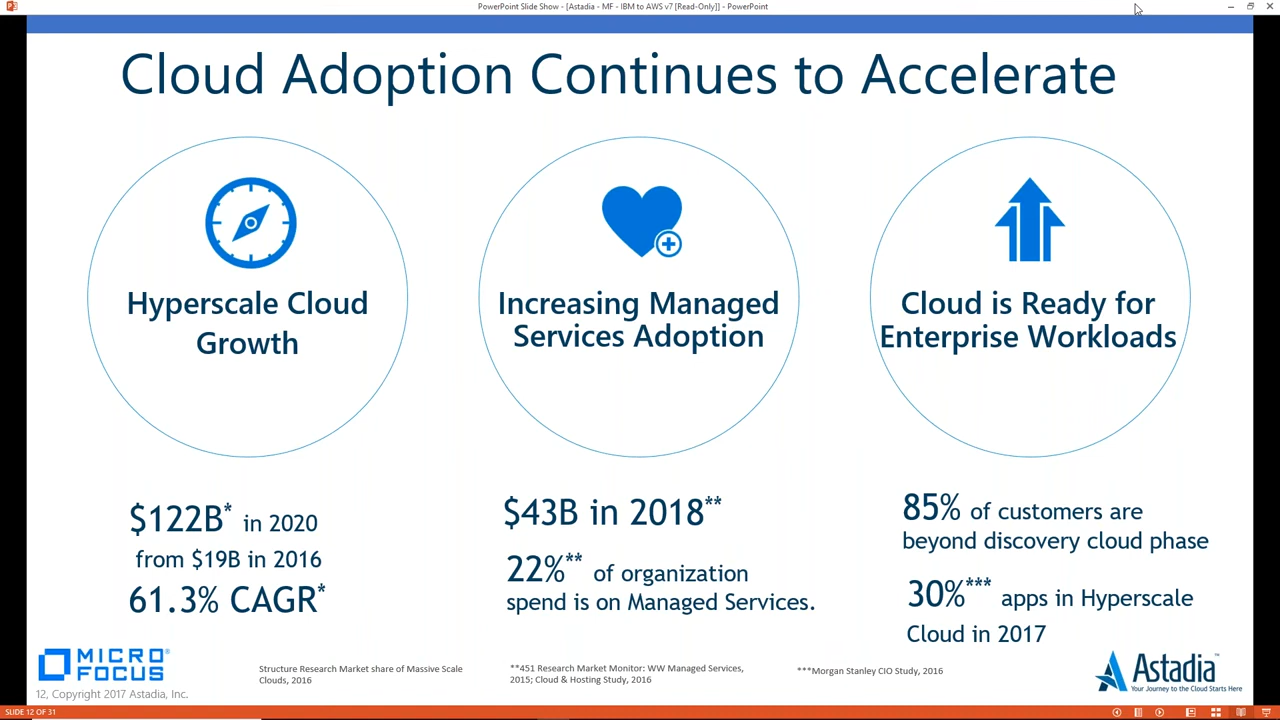 PowerPoint Slide Show - [Astadia - MF - IBM to AWS v7 [Read-Only]] - PowerPoint
Cloud Adoption Continues to Accelerate
Hyperscale Cloud
Growth
Increasing Managed
Services Adoption
Cloud is Ready for
Enterprise Workloads
$122B* in 2020
from $19B in 2016
61.3% CAGR*
$43B in 2018**
22%** of organization
spend is on Managed Services.
85% of customers are
beyond discovery cloud phase
30%*** apps in Hyperscale
Cloud in 2017
MICRO
FOCUS
12, Copyright 2017 Astadia, Inc.
Structure Research Market share of Massive Scale
Clouds, 2016
**451 Research Market Monitor: WW Managed Services,
2015; Cloud & Hosting Study, 2016
***Morgan Stanley CIO Study, 2016
Astadia™
Your Journey to the Cloud Starts Here
SLIDE 12 OF 31